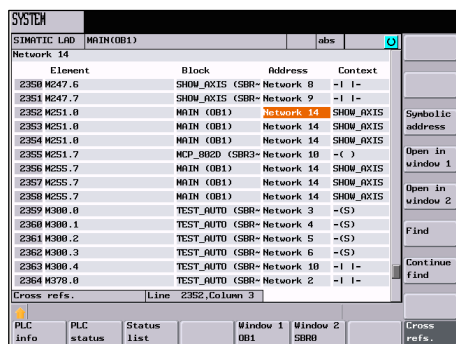 SYSTEM
SIMATIC LAD MAIN(OB1) abs
Network 14
Element Block Address Context
2350 M247.6 SHOW_AXIS (SBR~ Network 8 -| |-
2351 M247.7 SHOW_AXIS (SBR~ Network 9 -| |-
2352 M251.0 MAIN (OB1) Network 14 SHOW_AXIS
2353 M251.0 MAIN (OB1) Network 14 SHOW_AXIS
2354 M251.0 MAIN (OB1) Network 14 SHOW_AXIS
2355 M251.7 MCP_802D (SBR3~ Network 10 -( )
2356 M255.7 MAIN (OB1) Network 14 SHOW_AXIS
2357 M255.7 MAIN (OB1) Network 14 SHOW_AXIS
2358 M255.7 MAIN (OB1) Network 14 SHOW_AXIS
2359 M300.0 TEST_AUTO (SBR~ Network 3 -(S)
2360 M300.1 TEST_AUTO (SBR~ Network 4 -(S)
2361 M300.2 TEST_AUTO (SBR~ Network 5 -(S)
2362 M300.3 TEST_AUTO (SBR~ Network 6 -(S)
2363 M300.4 TEST_AUTO (SBR~ Network 10 -| |-
2364 M378.0 TEST_AUTO (SBR~ Network 2 -| |-
Cross refs. Line 2352,Column 3
Symbolic
address
Open in
window 1
Open in
window 2
Find
Continue
find
PLC
info
PLC
status
Status
list
Window 1
OB1
Window 2
SBR0
Cross
refs.